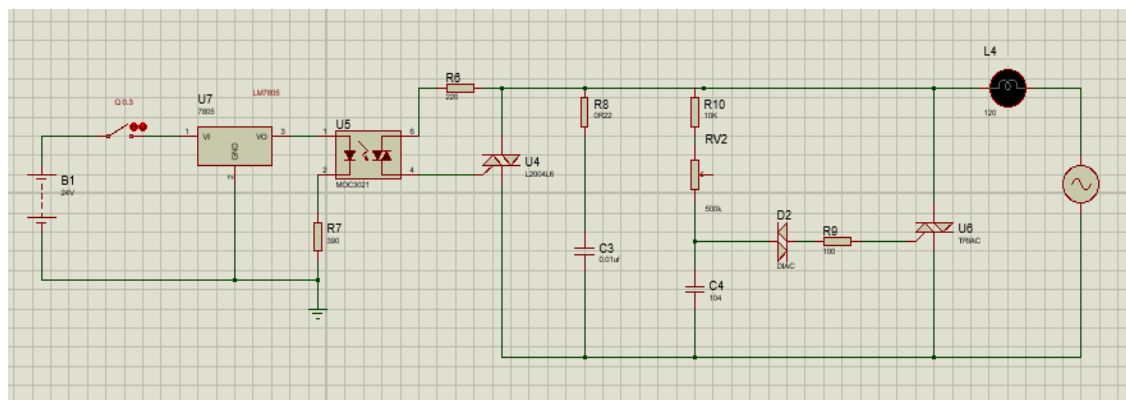 Q 0.3
U7
7805
LM7805
1
VI
VO
3
GND
2
B1
24V
U5
1
2
6
4
MOC3021
R7
390
R6
220
U4
L2004L6
R8
0R22
C3
0.01uf
R10
10K
RV2
500k
C4
104
D2
DIAC
R9
100
U6
TRIAC
L4
120